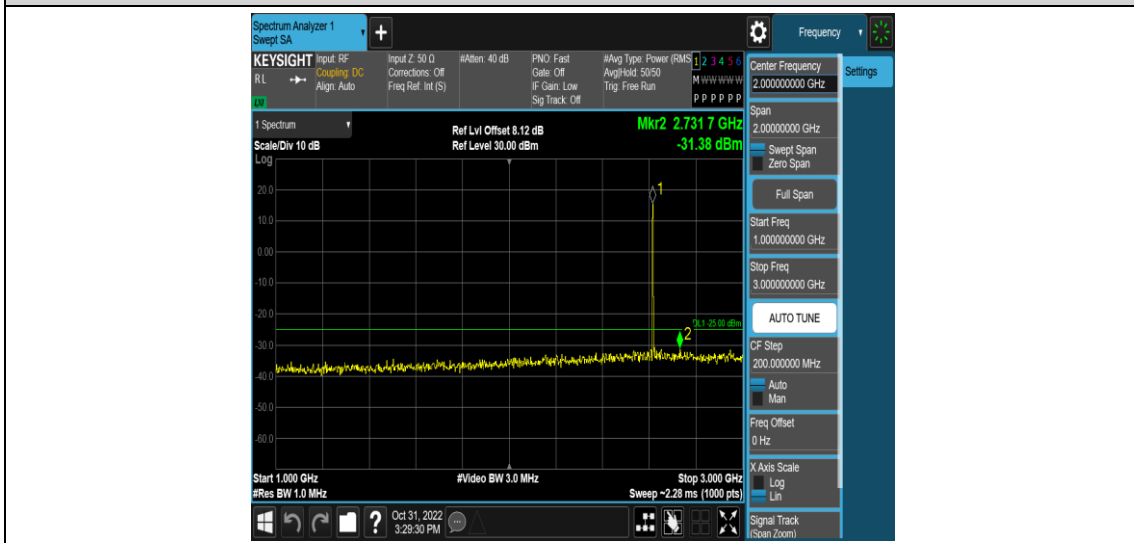 Spectrum Analyzer 1
Swept SA
+
Frequency
KEYSIGHT
RL
LXI
Input: RF
Coupling: DC
Align: Auto
Input Z: 50 Ω
Corrections: Off
Freq Ref: Int (S)
#Atten: 40 dB
PNO: Fast
Gate: Off
IF Gain: Low
Sig Track: Off
#Avg Type: Power (RMS
Avg|Hold: 50/50
Trig: Free Run
1 2 3 4 5 6
M W W W W W
P P P P P P
Center Frequency
2.000000000 GHz
Settings
1 Spectrum
Scale/Div 10 dB
Log
Ref Lvl Offset 8.12 dB
Ref Level 30.00 dBm
Mkr2 2.731 7 GHz
-31.38 dBm
Span
2.00000000 GHz
Swept Span
Zero Span
Full Span
Start Freq
1.000000000 GHz
Stop Freq
3.000000000 GHz
AUTO TUNE
CF Step
200.000000 MHz
Auto
Man
Freq Offset
0 Hz
X Axis Scale
Log
Lin
Signal Track
(Span Zoom)
20.0
10.0
0.00
-10.0
-20.0
-30.0
-40.0
-50.0
-60.0
1
DL1 -25.00 dBm
2
Start 1.000 GHz
#Video BW 3.0 MHz
Stop 3.000 GHz
#Res BW 1.0 MHz
Sweep ~2.28 ms (1000 pts)
?
Oct 31, 2022
3:29:30 PM